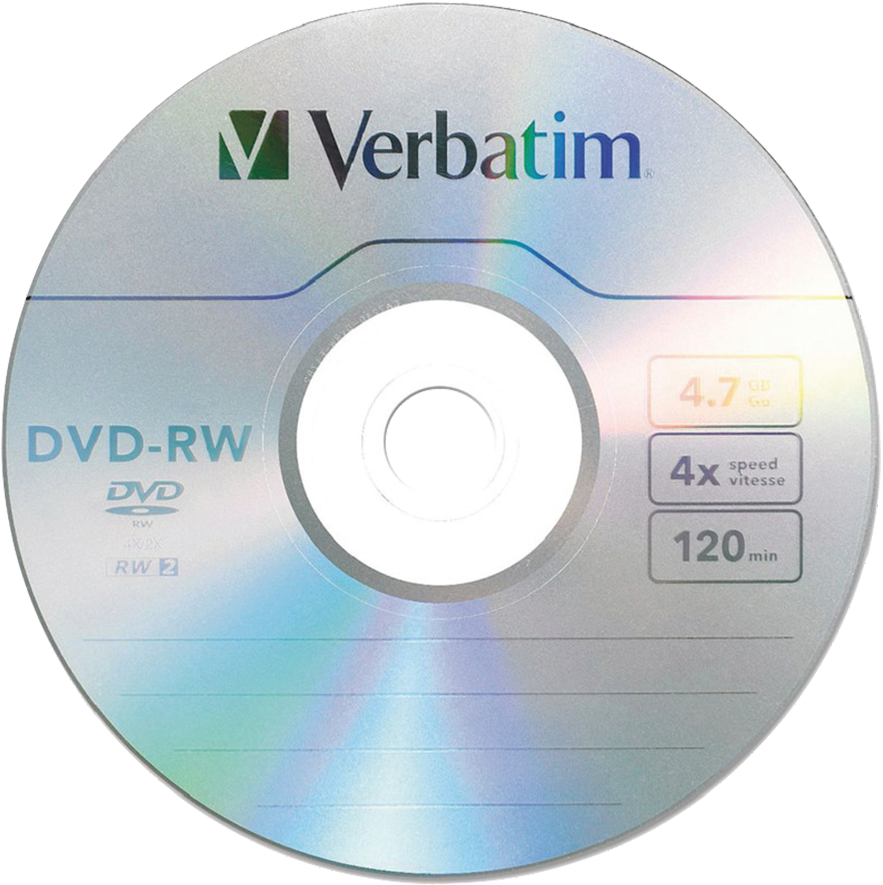 Verbatim®
4.7 GB Go
DVD-RW
4x speed vitesse
DVD
RW
4X/2X
120 min
RW 2